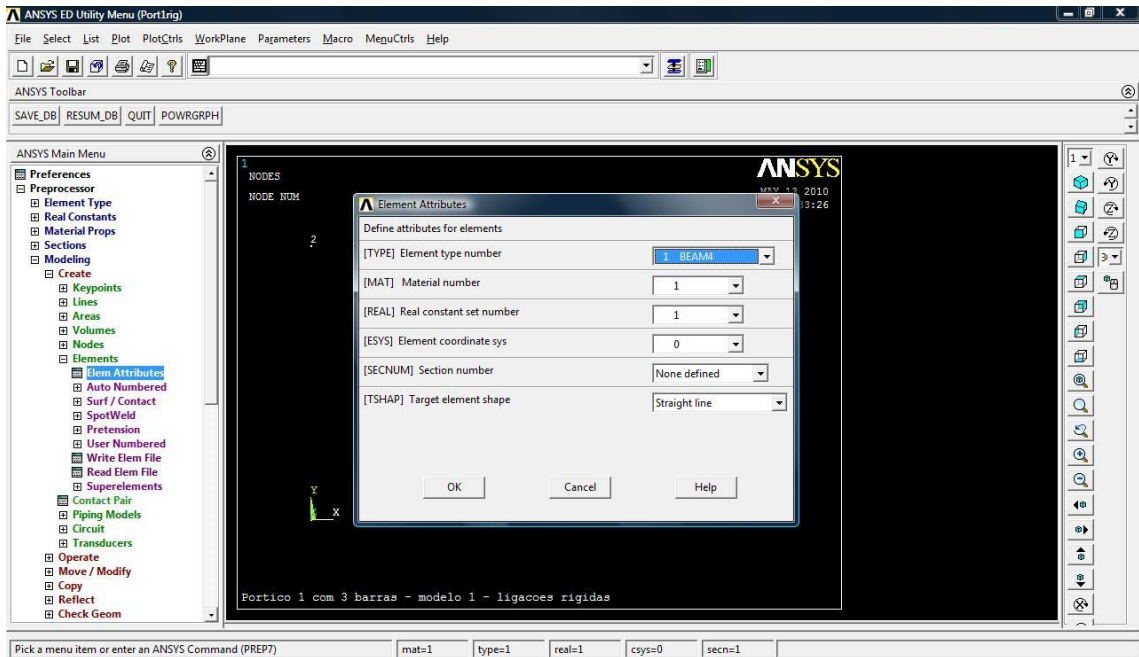 ANSYS ED Utility Menu (Port1rig)
File Select List Plot PlotCtrls WorkPlane Parameters Macro MenuCtrls Help
ANSYS Toolbar
SAVE_DB RESUM_DB QUIT POWRGRPH
ANSYS Main Menu
Preferences
Preprocessor
Element Type
Real Constants
Material Props
Sections
Modeling
Create
Keypoints
Lines
Areas
Volumes
Nodes
Elements
Elem Attributes
Auto Numbered
Surf / Contact
SpotWeld
Pretension
User Numbered
Write Elem File
Read Elem File
Superelements
Contact Pair
Piping Models
Circuit
Transducers
Operate
Move / Modify
Copy
Reflect
Check Geom
1
NODES
NODE NUM
2
ANSYS
MAY 13 2010
3:26
Element Attributes
Define attributes for elements
[TYPE] Element type number 1 BEAM4
[MAT] Material number 1
[REAL] Real constant set number 1
[ESYS] Element coordinate sys 0
[SECNUM] Section number None defined
[TSHAP] Target element shape Straight line
OK Cancel Help
Y
X
Portico 1 com 3 barras - modelo 1 - ligacoes rigidas
1
Pick a menu item or enter an ANSYS Command (PREP7) mat=1 type=1 real=1 csys=0 secn=1